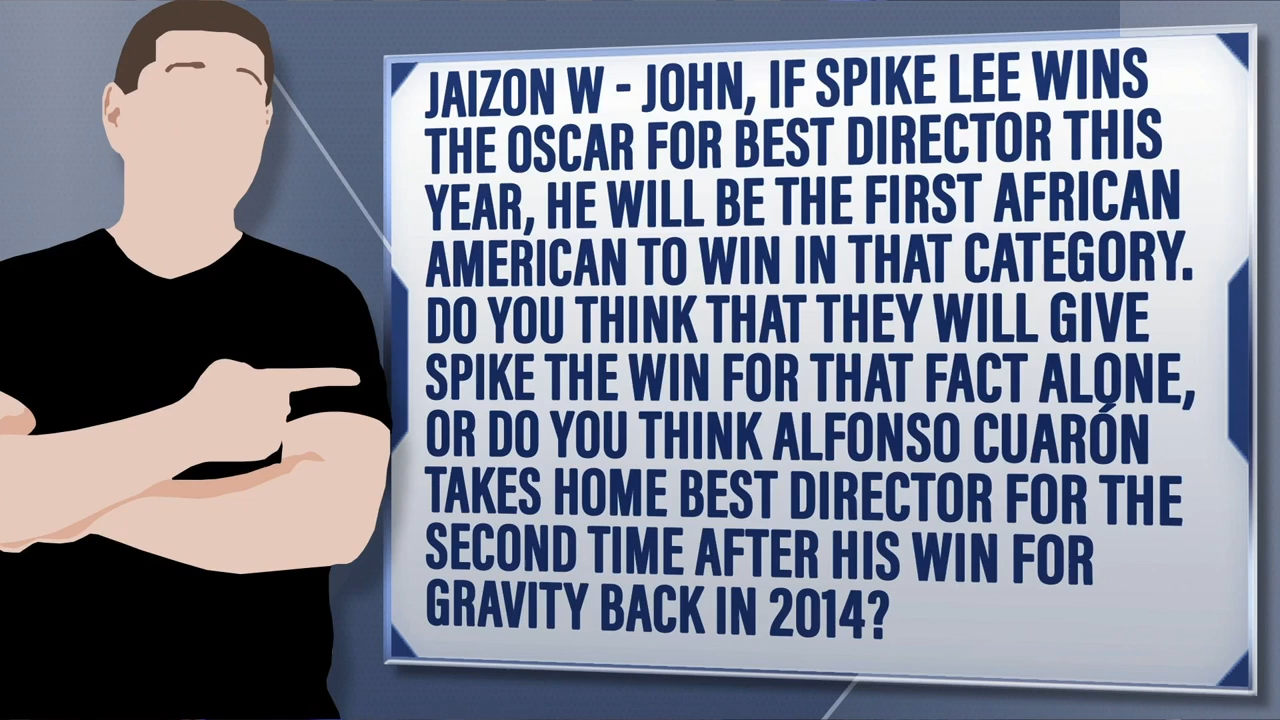 JAIZON W - JOHN, IF SPIKE LEE WINS
THE OSCAR FOR BEST DIRECTOR THIS
YEAR, HE WILL BE THE FIRST AFRICAN
AMERICAN TO WIN IN THAT CATEGORY.
DO YOU THINK THAT THEY WILL GIVE
SPIKE THE WIN FOR THAT FACT ALONE,
OR DO YOU THINK ALFONSO CUARÓN
TAKES HOME BEST DIRECTOR FOR THE
SECOND TIME AFTER HIS WIN FOR
GRAVITY BACK IN 2014?